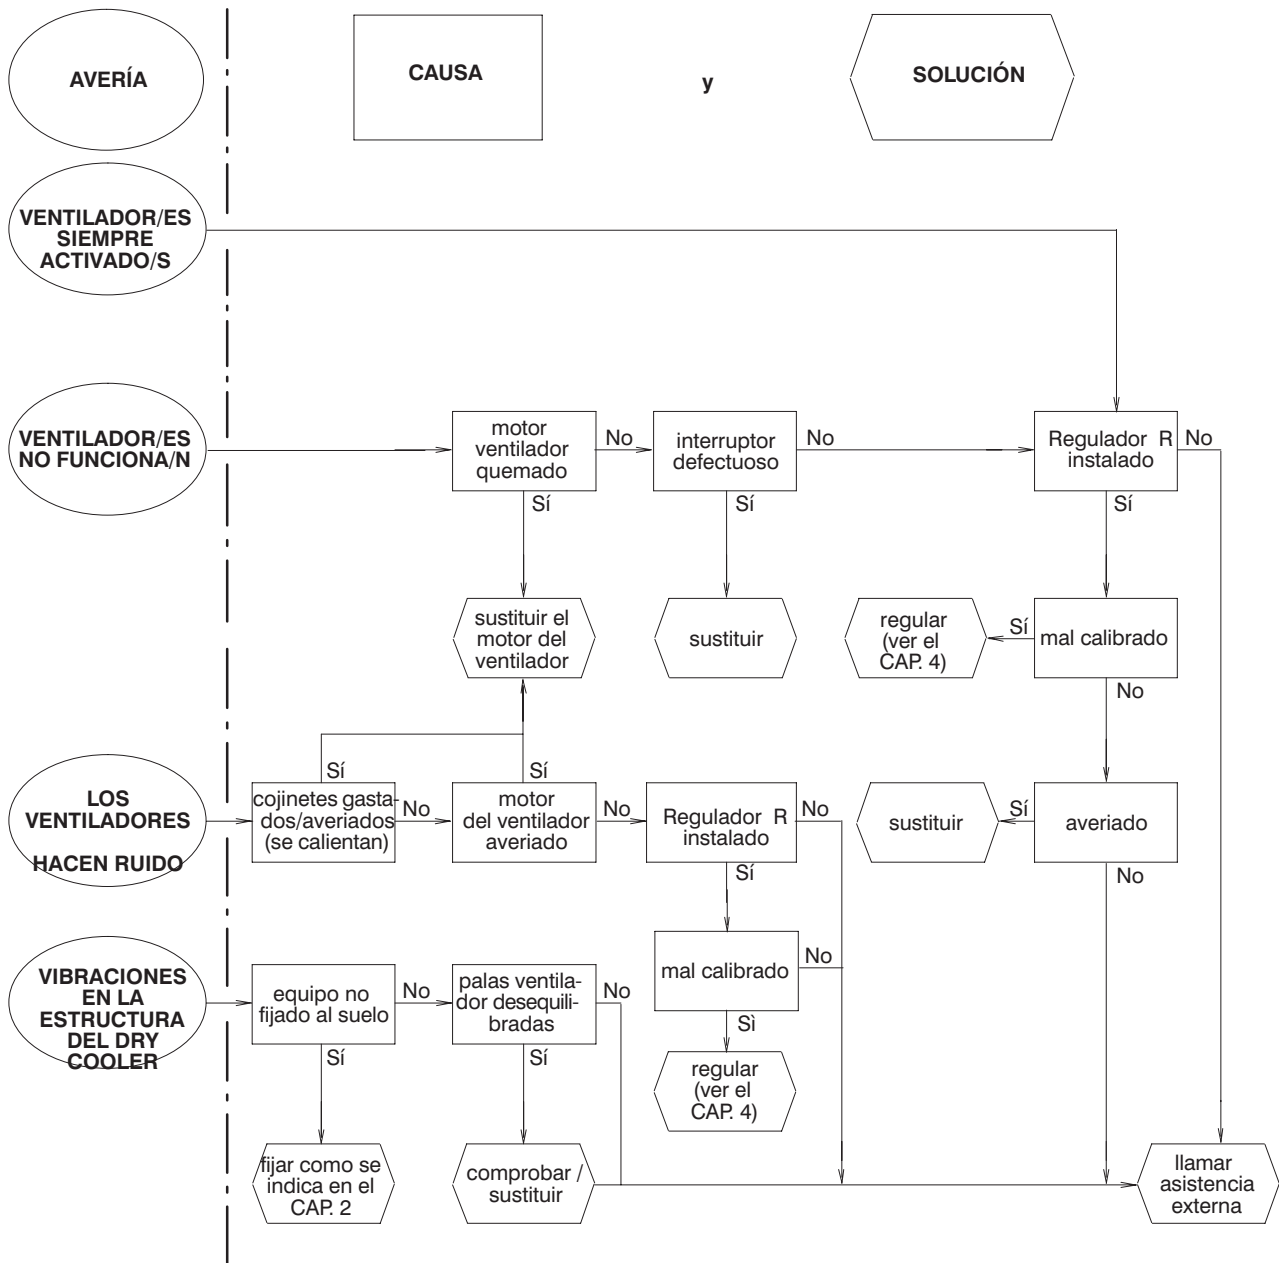 AVERÍA
CAUSA
y
SOLUCIÓN
VENTILADOR/ES
SIEMPRE
ACTIVADO/S
VENTILADOR/ES
NO FUNCIONA/N
motor
ventilador
quemado
No
interruptor
defectuoso
No
Regulador R
instalado
No
Sí
Sí
Sí
sustituir el
motor del
ventilador
sustituir
regular
(ver el
CAP. 4)
Sí
mal calibrado
No
LOS
VENTILADORES
HACEN RUIDO
Sí
cojinetes gasta-
dos/averiados
(se calientan)
No
Sí
motor
del ventilador
averiado
No
Regulador R
instalado
No
Sí
sustituir
Sí
averiado
No
mal calibrado
No
Sì
regular
(ver el
CAP. 4)
VIBRACIONES
EN LA
ESTRUCTURA
DEL DRY
COOLER
equipo no
fijado al suelo
No
Sí
palas ventila-
dor desequili-
bradas
No
Sí
fijar como se
indica en el
CAP. 2
comprobar /
sustituir
llamar
asistencia
externa